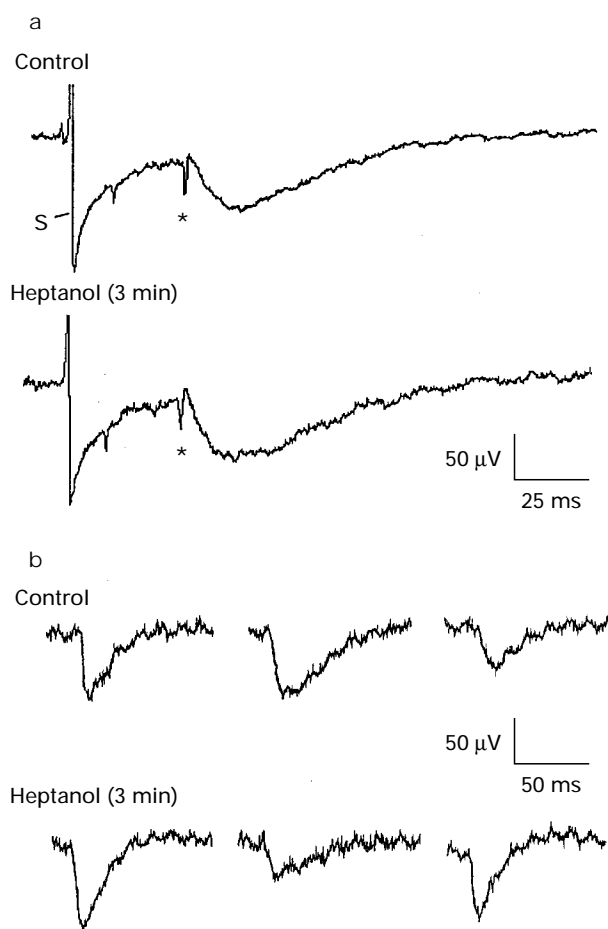 a
Control
S
*
Heptanol (3 min)
*
50 μV
25 ms
b
Control
50 μV
50 ms
Heptanol (3 min)